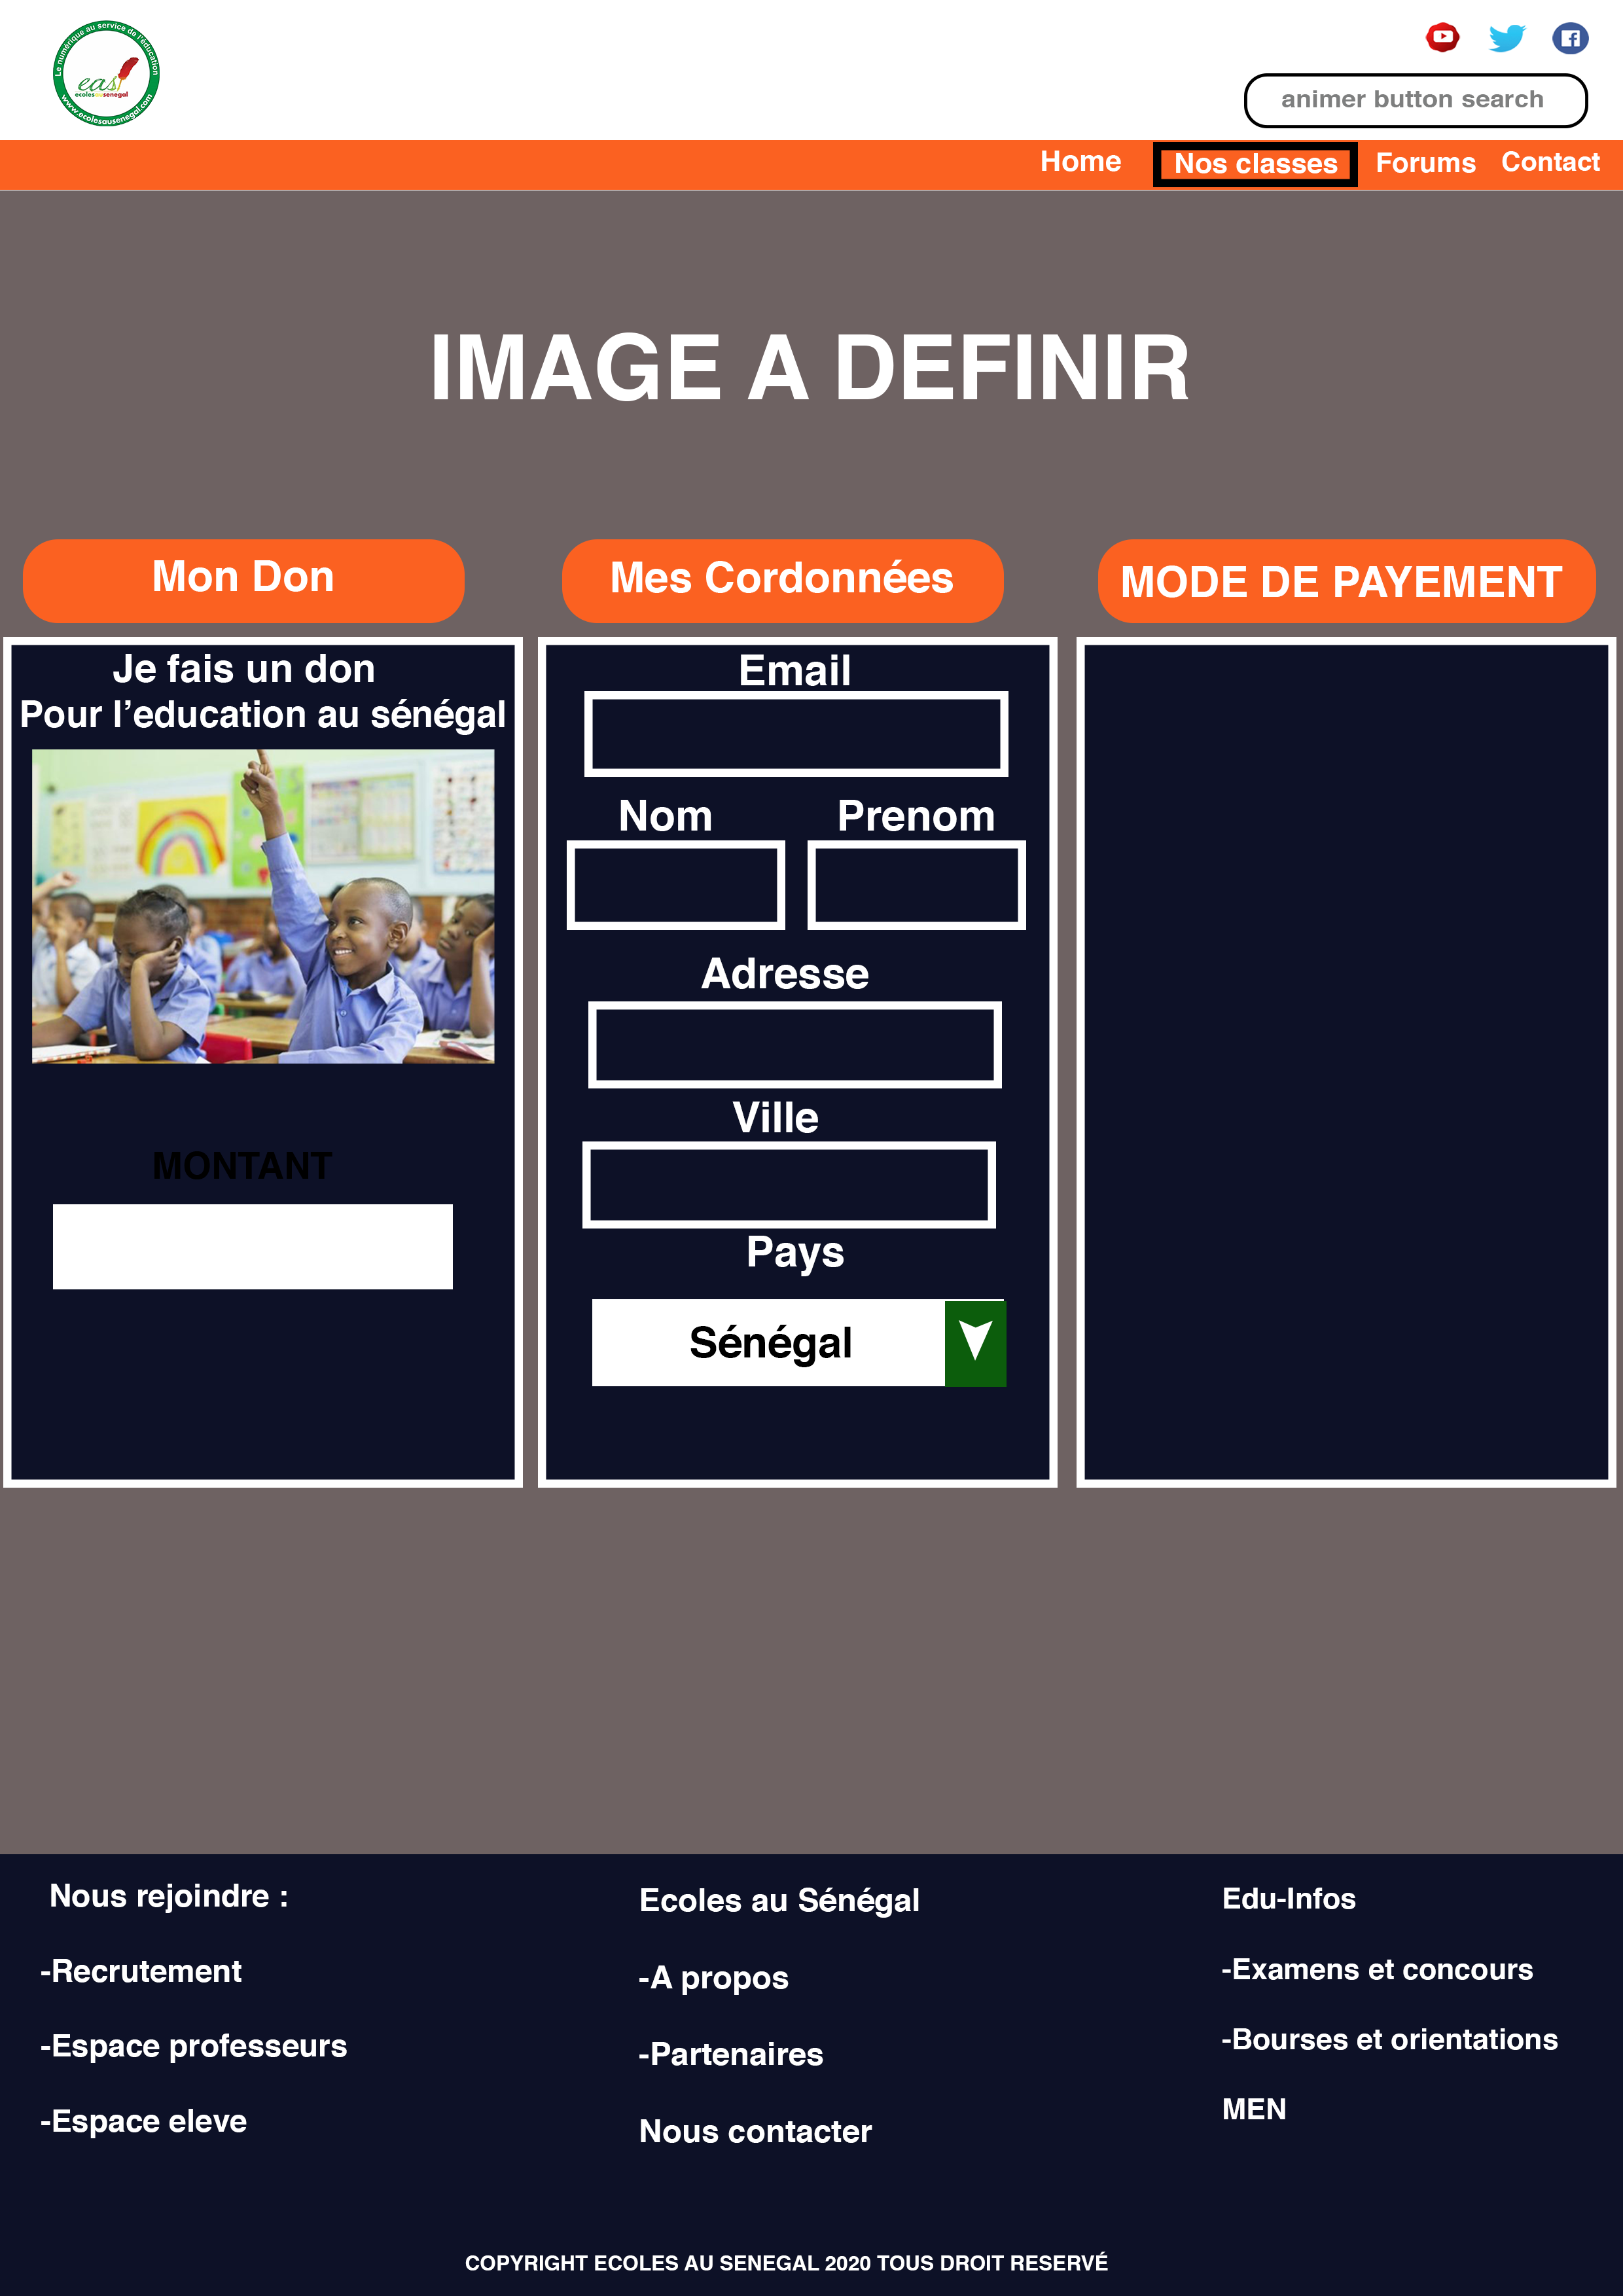 Le numérique au service de l'éducation
eas
ecolesausenegal
www.ecolesausenegal.com
animer button search
Home
Nos classes
Forums
Contact
IMAGE A DEFINIR
Mon Don
Je fais un don
Pour l’education au sénégal
MONTANT
Mes Cordonnées
Email
Nom
Prenom
Adresse
Ville
Pays
Sénégal
MODE DE PAYEMENT
Nous rejoindre :
-Recrutement
-Espace professeurs
-Espace eleve
Ecoles au Sénégal
-A propos
-Partenaires
Nous contacter
Edu-Infos
-Examens et concours
-Bourses et orientations
MEN
COPYRIGHT ECOLES AU SENEGAL 2020 TOUS DROIT RESERVÉ